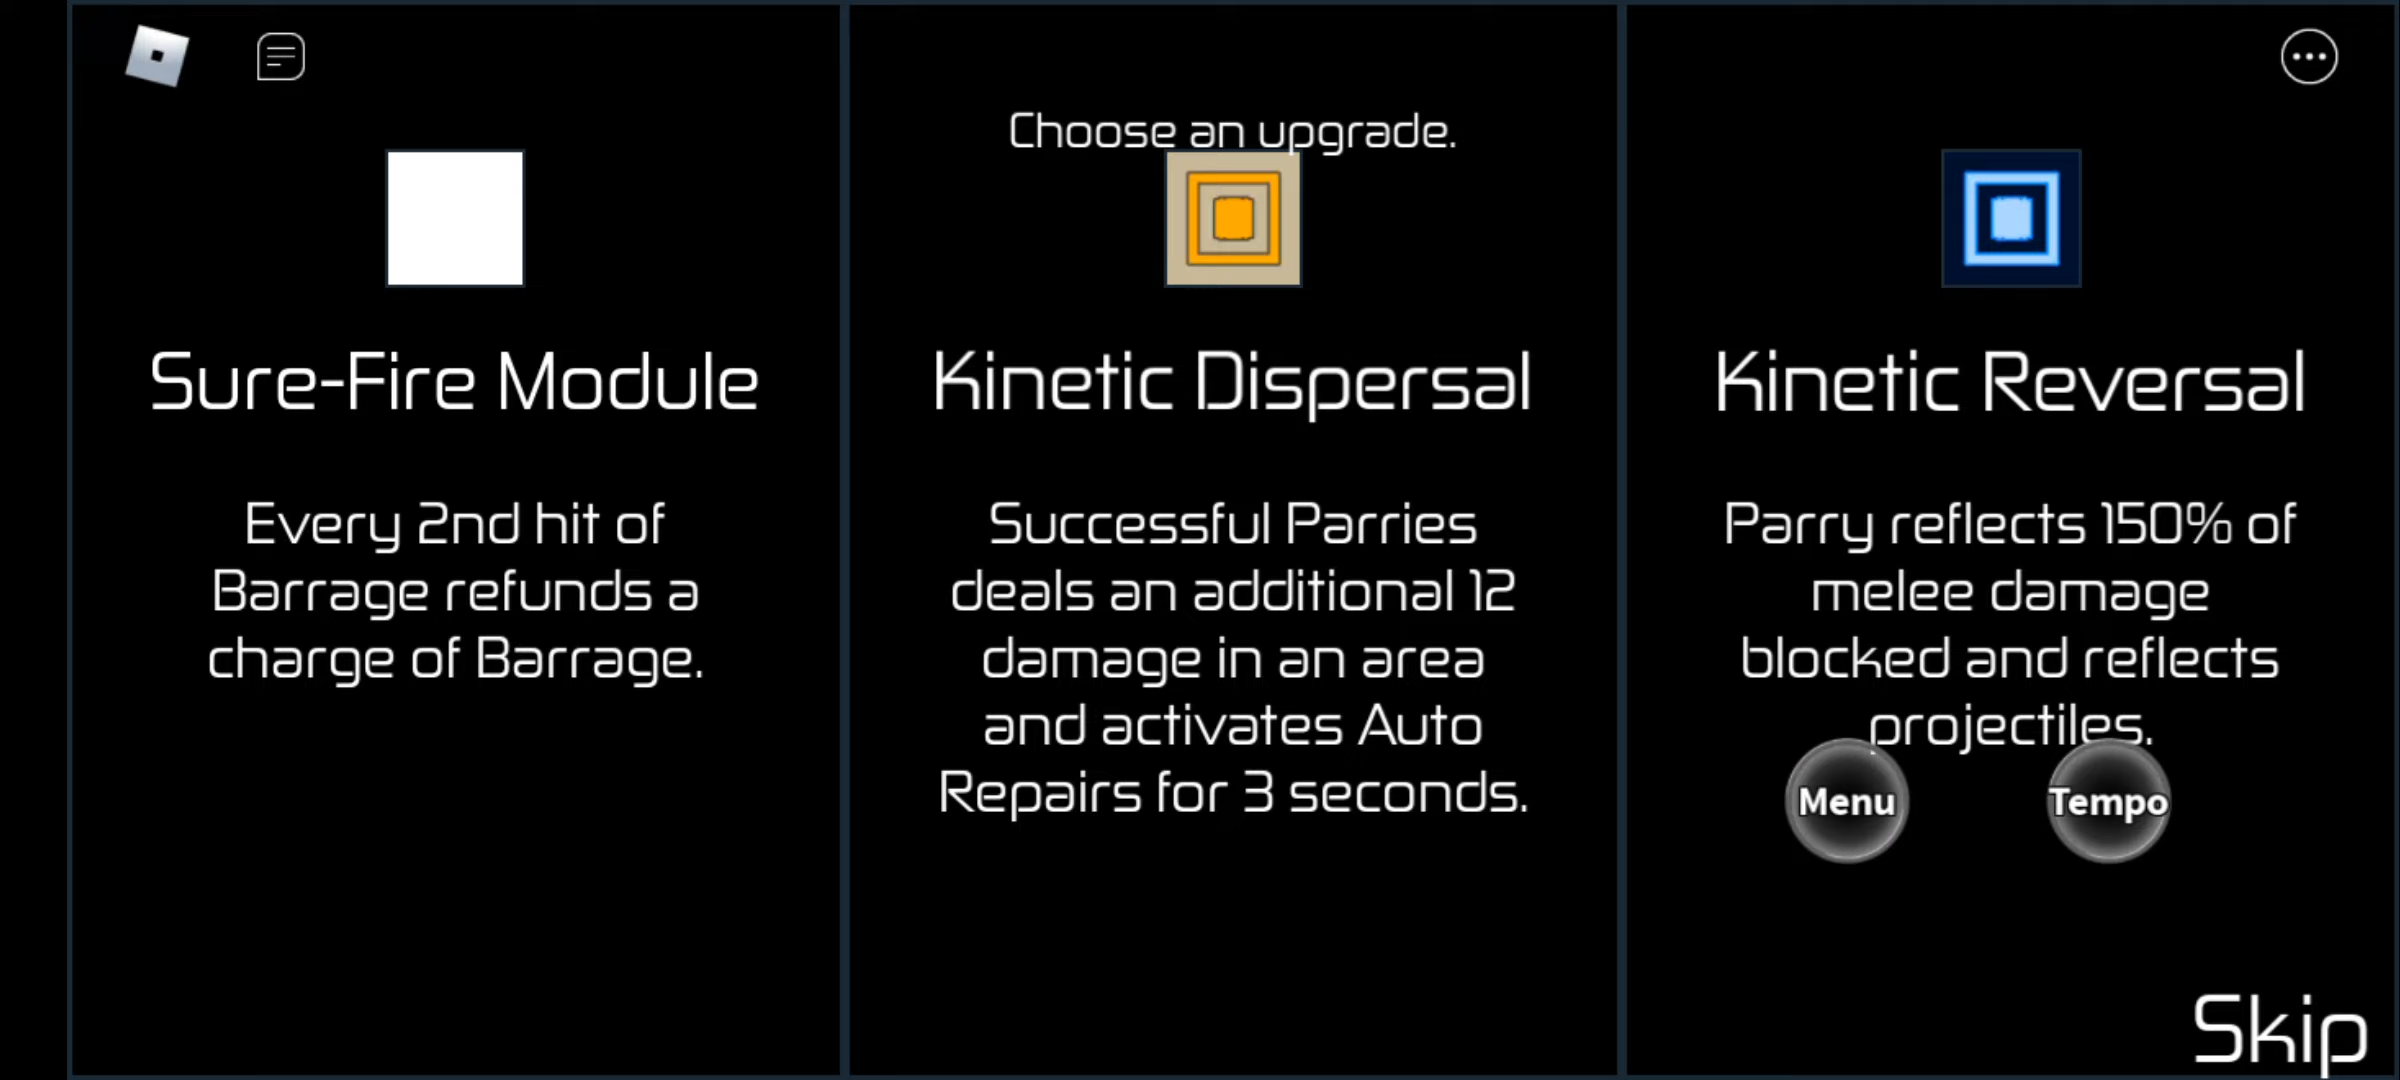 Choose an upgrade.
Sure-Fire Module
Every 2nd hit of
Barrage refunds a
charge of Barrage.
Kinetic Dispersal
Successful Parries
deals an additional 12
damage in an area
and activates Auto
Repairs for 3 seconds.
Kinetic Reversal
Parry reflects 150% of
melee damage
blocked and reflects
projectiles.
Menu
Tempo
Skip